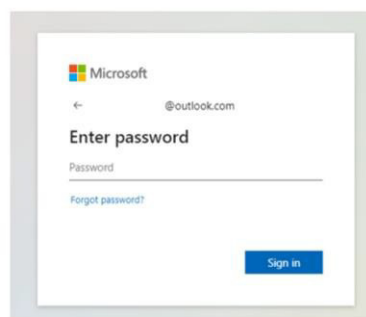 Microsoft
← @outlook.com
Enter password
Password
Forgot password?
Sign in